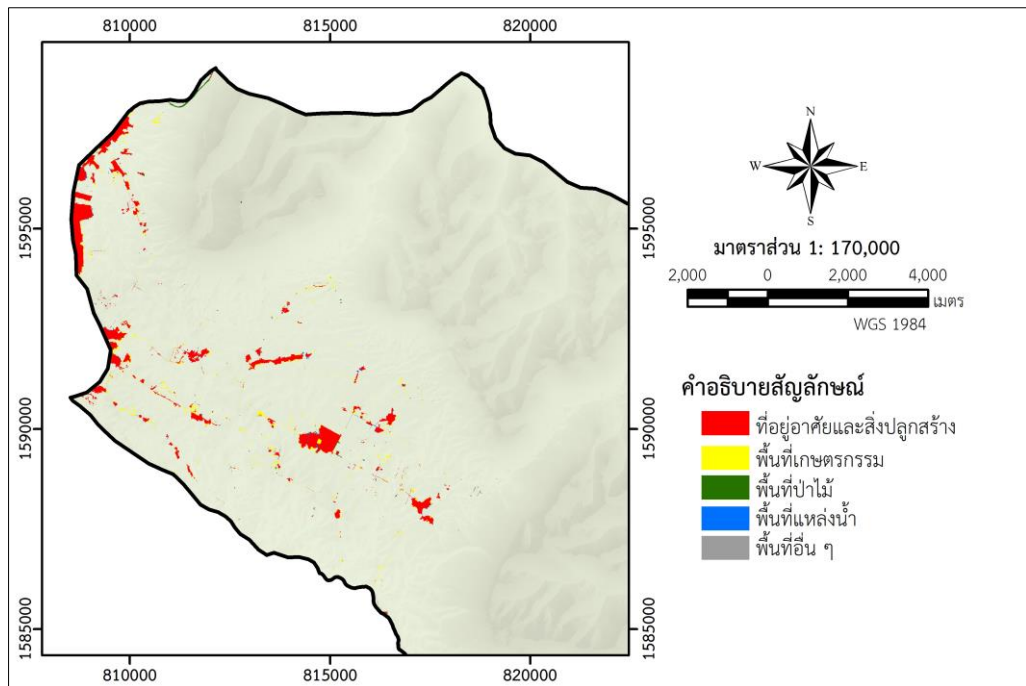 810000 815000 820000
1595000 1595000
1590000 1590000
1585000 1585000
810000 815000 820000
N
W E
S
มาตราส่วน 1: 170,000
2,000 0 2,000 4,000
เมตร
WGS 1984
คำอธิบายสัญลักษณ์
ที่อยู่อาศัยและสิ่งปลูกสร้าง
พื้นที่เกษตรกรรม
พื้นที่ป่าไม้
พื้นที่แหล่งน้ำ
พื้นที่อื่น ๆ